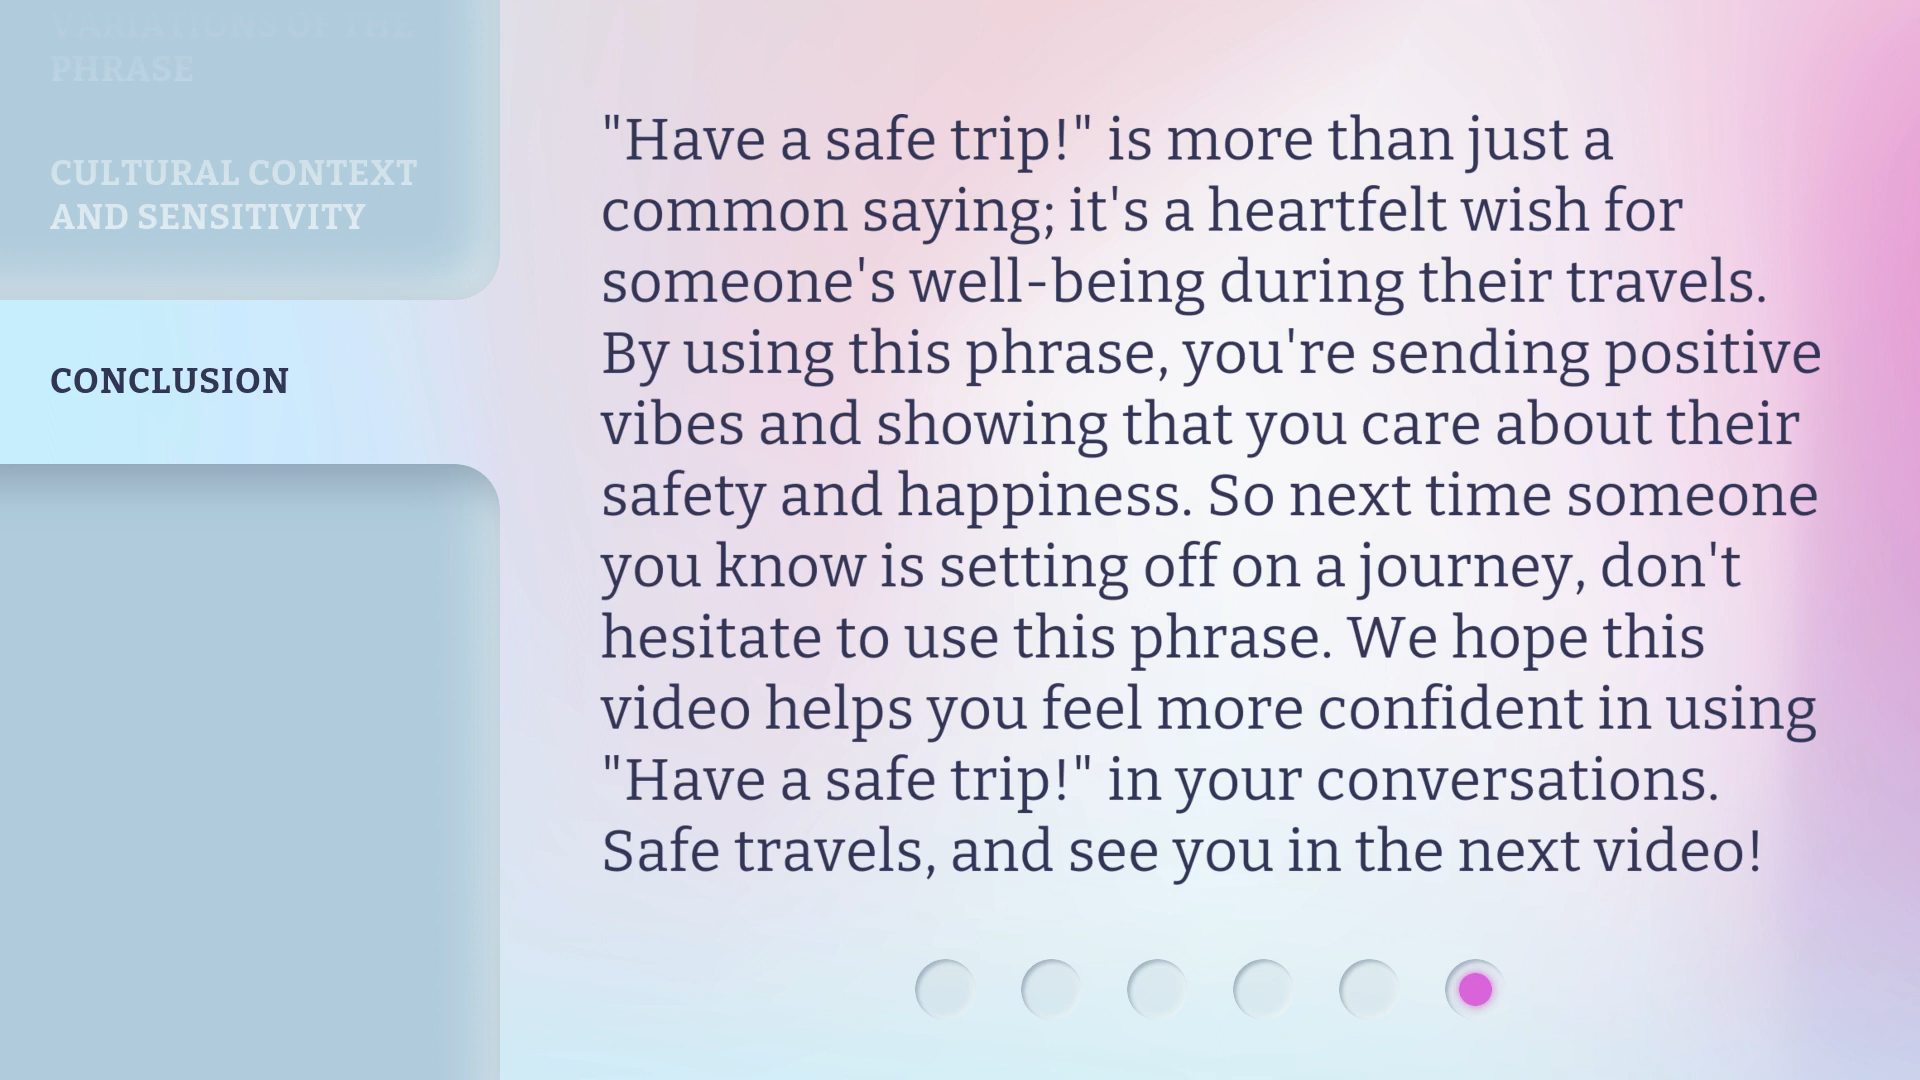 VARIATIONS OF THE
PHRASE
CULTURAL CONTEXT
AND SENSITIVITY
CONCLUSION
"Have a safe trip!" is more than just a
common saying; it's a heartfelt wish for
someone's well-being during their travels.
By using this phrase, you're sending positive
vibes and showing that you care about their
safety and happiness. So next time someone
you know is setting off on a journey, don't
hesitate to use this phrase. We hope this
video helps you feel more confident in using
"Have a safe trip!" in your conversations.
Safe travels, and see you in the next video!